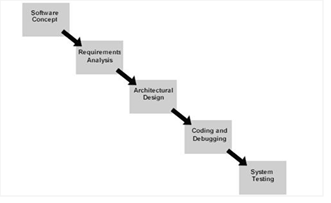 Software
Concept
Requirements
Analysis
Architectural
Design
Coding and
Debugging
System
Testing